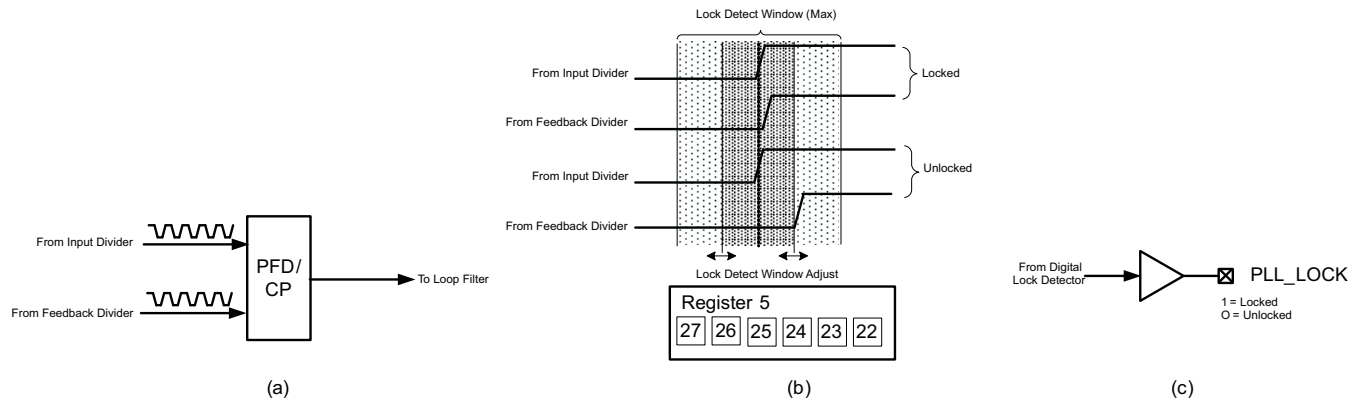 From Input Divider
From Feedback Divider
PFD/
CP
To Loop Filter
(a)
Lock Detect Window (Max)
From Input Divider
From Feedback Divider
Locked
From Input Divider
From Feedback Divider
Unlocked
Lock Detect Window Adjust
Register 5
27 26 25 24 23 22
(b)
From Digital
Lock Detector
PLL_LOCK
1 = Locked
O = Unlocked
(c)